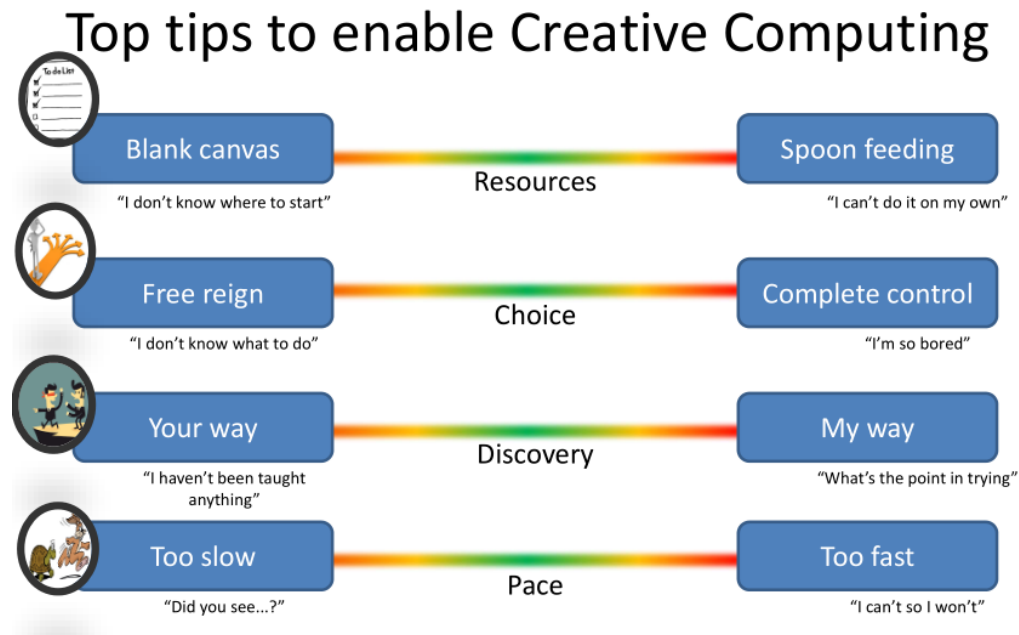 Top tips to enable Creative Computing
To do List
Blank canvas
Spoon feeding
Resources
“I don’t know where to start”
“I can’t do it on my own”
Free reign
Complete control
Choice
“I don’t know what to do”
“I’m so bored”
Your way
My way
Discovery
“I haven’t been taught
anything”
“What’s the point in trying”
Too slow
Too fast
Pace
“Did you see...?”
“I can’t so I won’t”